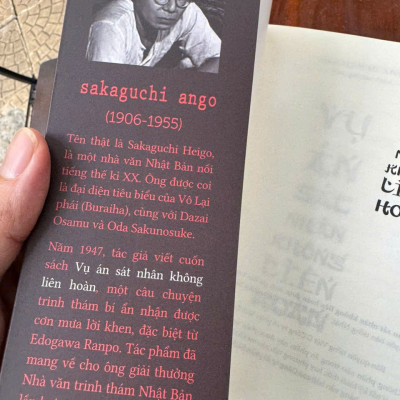 sakaguchi ango
(1906-1955)
Tên thật là Sakaguchi Heigo,
là một nhà văn Nhật Bản nổi
tiếng thế kỉ XX. Ông được coi
là đại diện tiêu biểu của Vô Lại
phái (Buraiha), cùng với Dazai
Osamu và Oda Sakunosuke.
Năm 1947, tác giả viết cuốn
sách Vụ án sát nhân không
liên hoàn, một câu chuyện
trinh thám bí ẩn nhận được
cơn mưa lời khen, đặc biệt từ
Edogawa Ranpo. Tác phẩm đã
mang về cho ông giải thưởng
Nhà văn trinh thám Nhật Bản